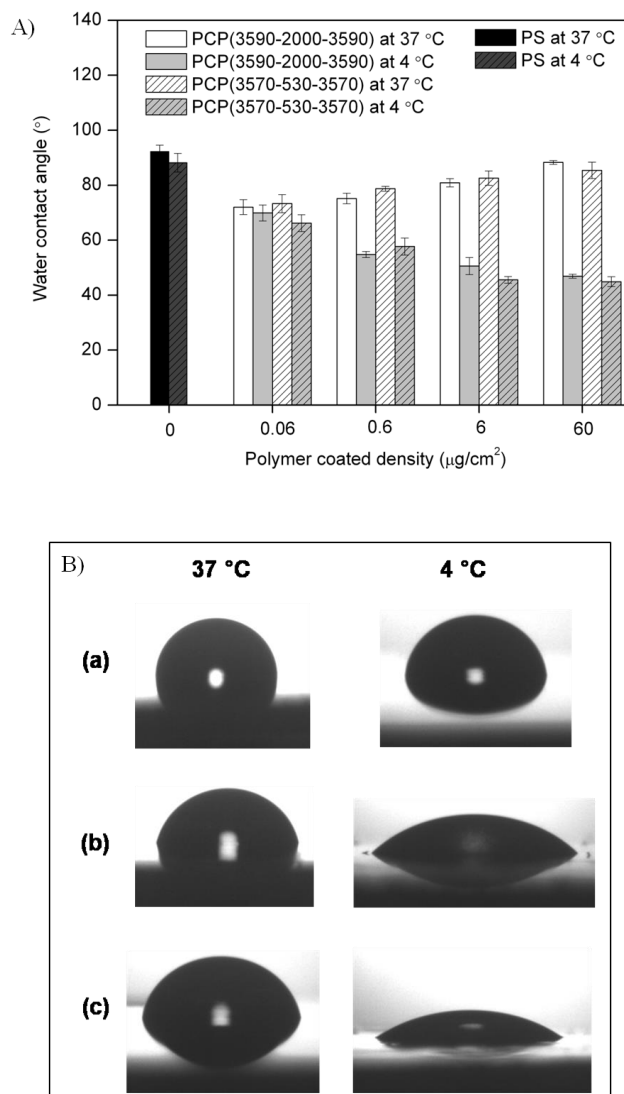 A)
PCP(3590-2000-3590) at 37 °C
PCP(3590-2000-3590) at 4 °C
PCP(3570-530-3570) at 37 °C
PCP(3570-530-3570) at 4 °C
PS at 37 °C
PS at 4 °C
140
120
100
80
60
40
20
0
Water contact angle (°)
0 0.06 0.6 6 60
Polymer coated density (μg/cm²)
B)
37 °C 4 °C
(a)
(b)
(c)